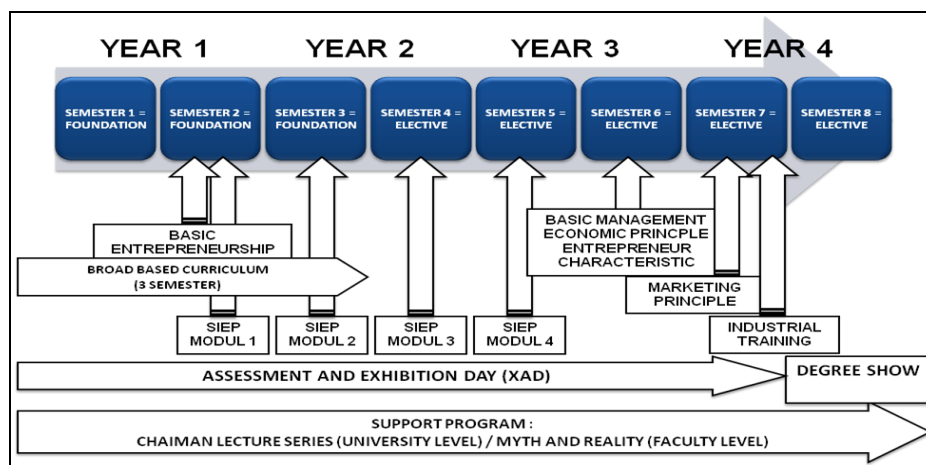 YEAR 1
YEAR 2
YEAR 3
YEAR 4
SEMESTER 1 =
FOUNDATION
SEMESTER 2 =
FOUNDATION
SEMESTER 3 =
FOUNDATION
SEMESTER 4 =
ELECTIVE
SEMESTER 5 =
ELECTIVE
SEMESTER 6 =
ELECTIVE
SEMESTER 7 =
ELECTIVE
SEMESTER 8 =
ELECTIVE
BASIC
ENTREPRENEURSHIP
BROAD BASED CURRICULUM
(3 SEMESTER)
BASIC MANAGEMENT
ECONOMIC PRINCPLE
ENTREPRENEUR
CHARACTERISTIC
MARKETING
PRINCIPLE
SIEP
MODUL 1
SIEP
MODUL 2
SIEP
MODUL 3
SIEP
MODUL 4
INDUSTRIAL
TRAINING
ASSESSMENT AND EXHIBITION DAY (XAD)
DEGREE SHOW
SUPPORT PROGRAM :
CHAIMAN LECTURE SERIES (UNIVERSITY LEVEL) / MYTH AND REALITY (FACULTY LEVEL)